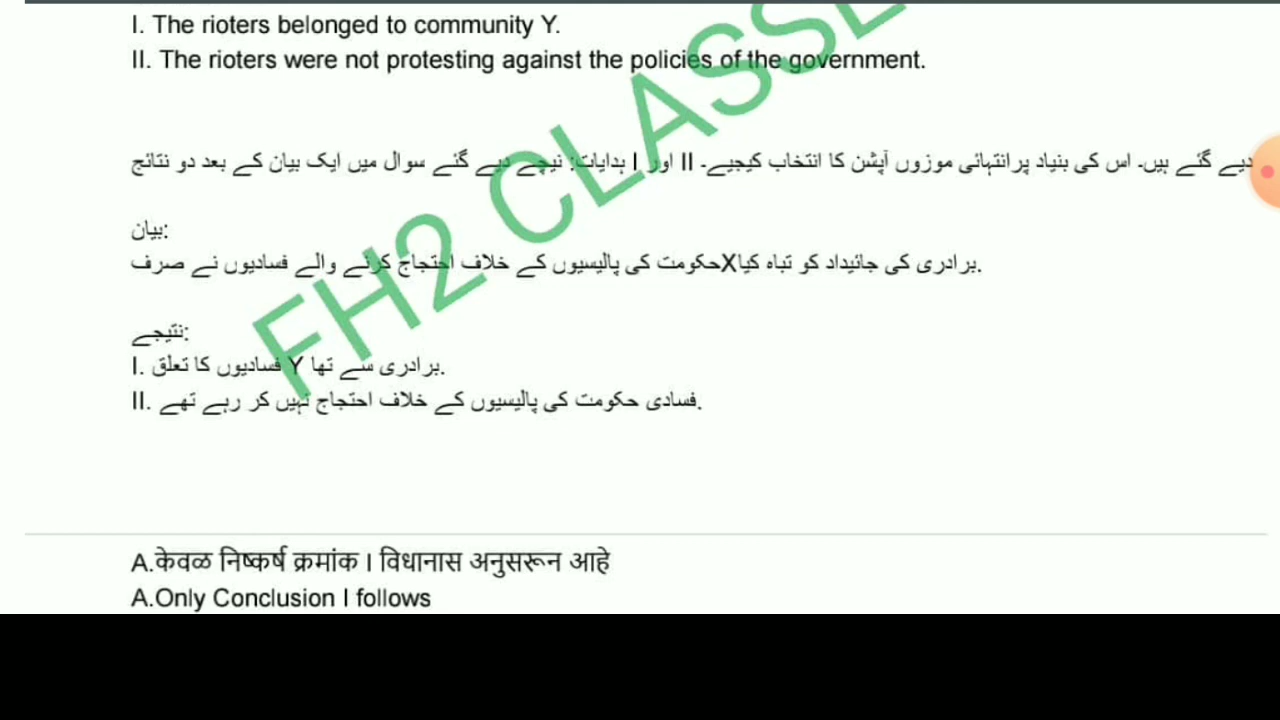 I. The rioters belonged to community Y.
II. The rioters were not protesting against the policies of the government.
دیے گئے ہیں۔ اس کی بنیاد پرانتہائی موزوں آپشن کا انتخاب کیجیے۔ II اور I ہدایات: نیچے دیے گئے سوال میں ایک بیان کے بعد دو نتائج
بیان:
برادری کی جائیداد کو تباہ کیاXحکومت کی پالیسیوں کے خلاف احتجاج کرنے والے فسادیوں نے صرف.
نتیجے:
I. فسادیوں کا تعلق Y برادری سے تھا.
II. فسادی حکومت کی پالیسیوں کے خلاف احتجاج نہیں کر رہے تھے.
A.केवळ निष्कर्ष क्रमांक I विधानास अनुसरून आहे
A.Only Conclusion I follows
FH2 CLASSE